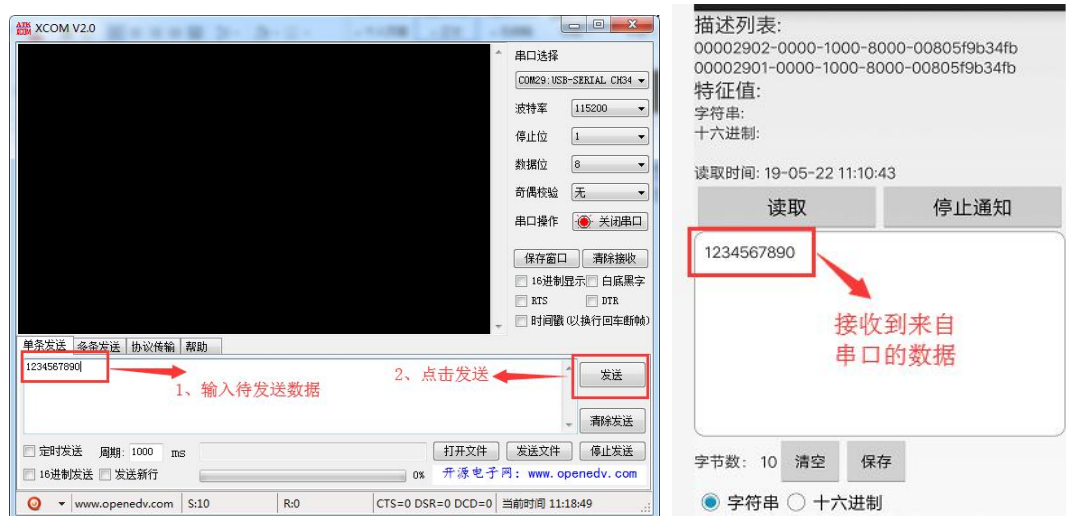 XCOM V2.0
串口选择
COM29:USB-SERIAL CH34
波特率 115200
停止位 1
数据位 8
奇偶校验 无
串口操作 关闭串口
保存窗口 清除接收
16进制显示 白底黑字
RTS DTR
时间戳(以换行回车断帧)
单条发送 多条发送 协议传输 帮助
1234567890
1、输入待发送数据
2、点击发送
发送
清除发送
定时发送 周期: 1000 ms 打开文件 发送文件 停止发送
16进制发送 发送新行 0% 开源电子网: www.openedv.com
www.openedv.com S:10 R:0 CTS=0 DSR=0 DCD=0 当前时间 11:18:49
描述列表:
00002902-0000-1000-8000-00805f9b34fb
00002901-0000-1000-8000-00805f9b34fb
特征值:
字符串:
十六进制:
读取时间: 19-05-22 11:10:43
读取 停止通知
1234567890
接收到来自
串口的数据
字节数: 10 清空 保存
字符串 十六进制